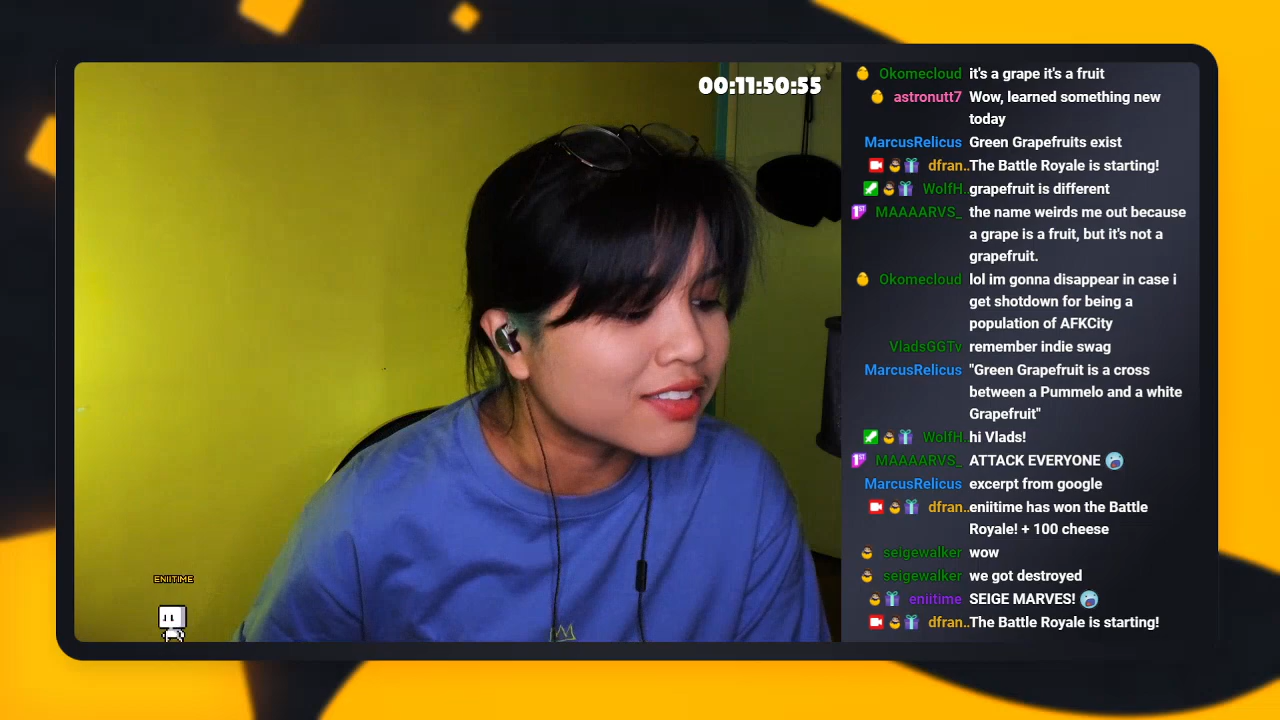 00:11:50:55
Okomecloud it's a grape it's a fruit
astronutt7 Wow, learned something new
today
MarcusRelicus Green Grapefruits exist
dfran.. The Battle Royale is starting!
WolfH.. grapefruit is different
MAAAARVS_ the name weirds me out because
a grape is a fruit, but it's not a
grapefruit.
Okomecloud lol im gonna disappear in case i
get shotdown for being a
population of AFKCity
VladsGGTv remember indie swag
MarcusRelicus "Green Grapefruit is a cross
between a Pummelo and a white
Grapefruit"
WolfH.. hi Vlads!
1ST MAAAARVS_ ATTACK EVERYONE
MarcusRelicus excerpt from google
dfran.. eniitime has won the Battle
Royale! + 100 cheese
seigewalker wow
seigewalker we got destroyed
eniitime SEIGE MARVES!
dfran.. The Battle Royale is starting!
ENIITIME